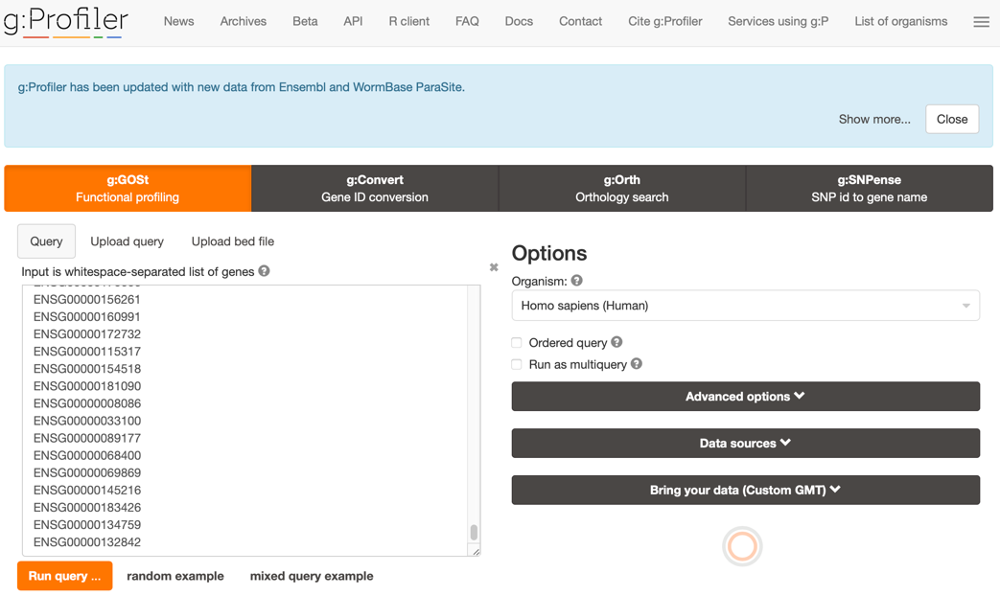 g:Profiler
News Archives Beta API R client FAQ Docs Contact Cite g:Profiler Services using g:P List of organisms
g:Profiler has been updated with new data from Ensembl and WormBase ParaSite.
Show more... Close
g:GOSt
Functional profiling
g:Convert
Gene ID conversion
g:Orth
Orthology search
g:SNPense
SNP id to gene name
Query Upload query Upload bed file
Input is whitespace-separated list of genes
ENSG00000156261
ENSG00000160991
ENSG00000172732
ENSG00000115317
ENSG00000154518
ENSG00000181090
ENSG00000008086
ENSG00000033100
ENSG00000089177
ENSG00000068400
ENSG00000069869
ENSG00000145216
ENSG00000183426
ENSG00000134759
ENSG00000132842
Run query ... random example mixed query example
Options
Organism:
Homo sapiens (Human)
Ordered query
Run as multiquery
Advanced options
Data sources
Bring your data (Custom GMT)